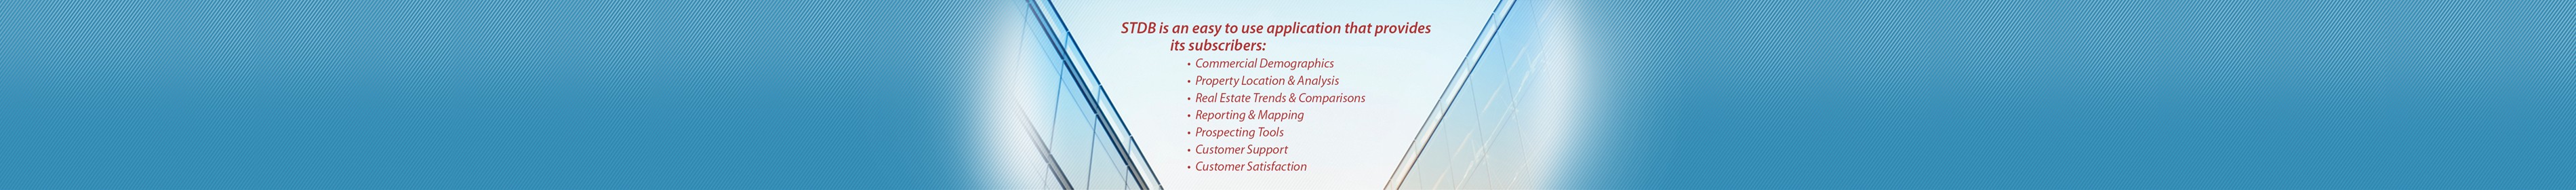 STDB is an easy to use application that provides
its subscribers:
• Commercial Demographics
• Property Location & Analysis
• Real Estate Trends & Comparisons
• Reporting & Mapping
• Prospecting Tools
• Customer Support
• Customer Satisfaction